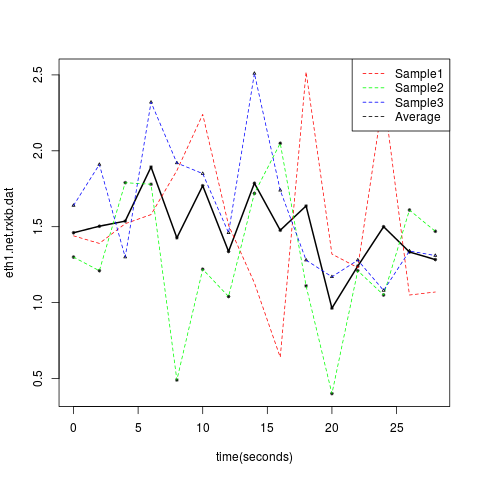 Sample1
Sample2
Sample3
Average
eth1.net.rxkb.dat
2.5
2.0
1.5
1.0
0.5
0 5 10 15 20 25
time(seconds)